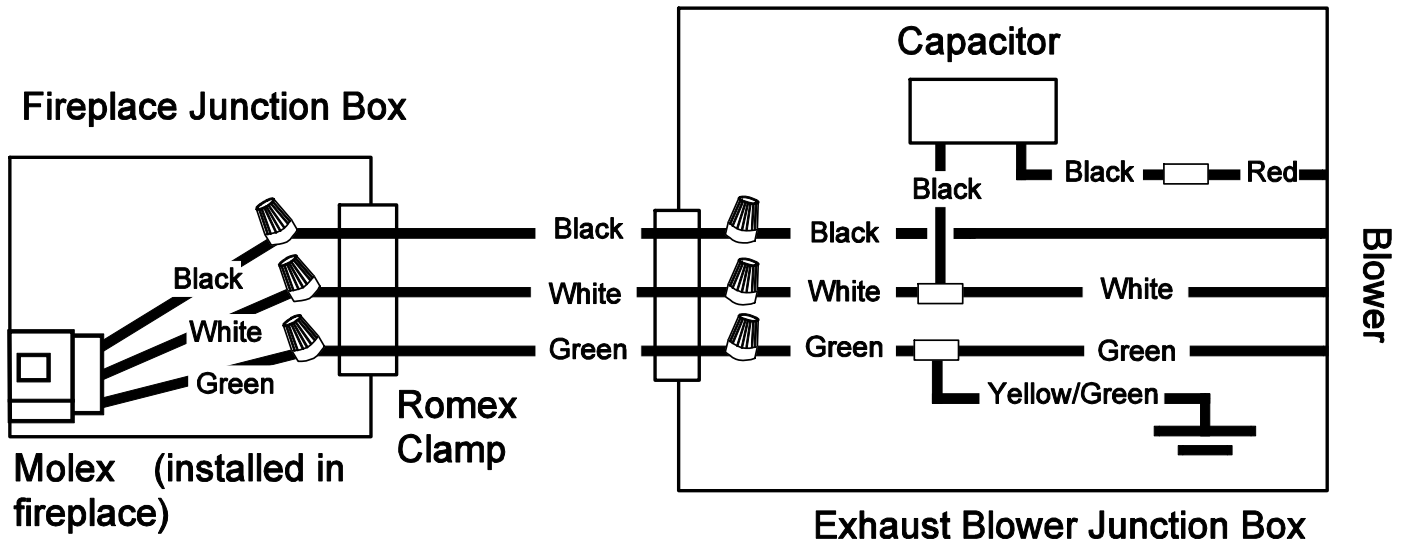 Capacitor
Fireplace Junction Box
Black
Red
Black
Black
Black
Black
White
White
White
White
Green
Green
Green
Green
Yellow/Green
Blower
Romex
Clamp
Molex (installed in
fireplace)
Exhaust Blower Junction Box